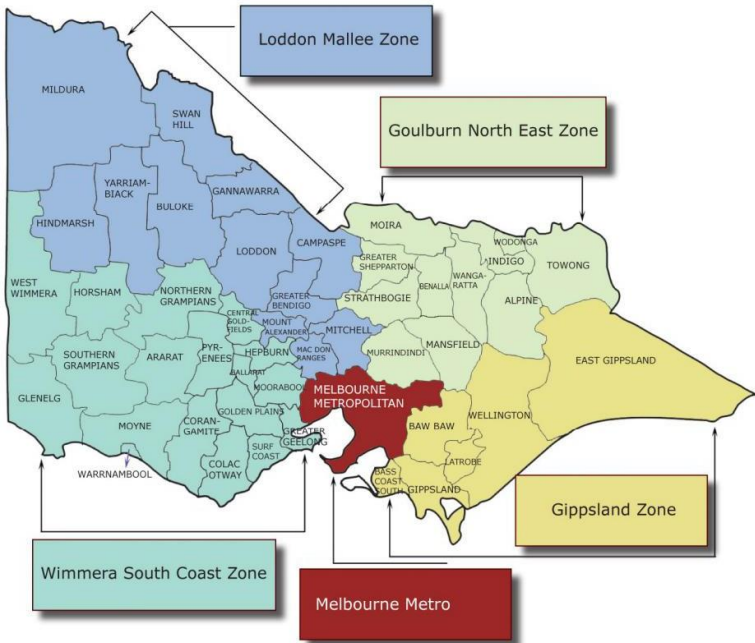 Loddon Mallee Zone
Goulburn North East Zone
MILDURA
SWAN
HILL
YARRIAM-
BIACK
BULOKE
GANNAWARRA
HINDMARSH
LODDON
CAMPASPE
MOIRA
WODONGA
INDIGO
TOWONG
GREATER
SHEPPARTON
WANGA-
RATTA
BENALLA
WEST
WIMMERA
HORSHAM
NORTHERN
GRAMPIANS
STRATHBOGIE
ALPINE
GREATER
BENDIGO
CENTRAL
GOLD-
FIELDS
MOUNT
ALEXANDER
MITCHELL
MANSFIELD
MURRINDINDI
SOUTHERN
GRAMPIANS
ARARAT
PYR-
ENEES
HEPBURN
MAC DON
RANGES
EAST GIPPSLAND
BALLARAT
MOORABOOL
MELBOURNE
METROPOLITAN
GLENELG
MOYNE
CORAN-
GAMITE
GOLDEN PLAINS
GREATER
GEELONG
WELLINGTON
BAW BAW
LATROBE
SURF
COAST
COLAC
OTWAY
BASS
COAST
SOUTH
GIPPSLAND
WARRNAMBOOL
Gippsland Zone
Wimmera South Coast Zone
Melbourne Metro